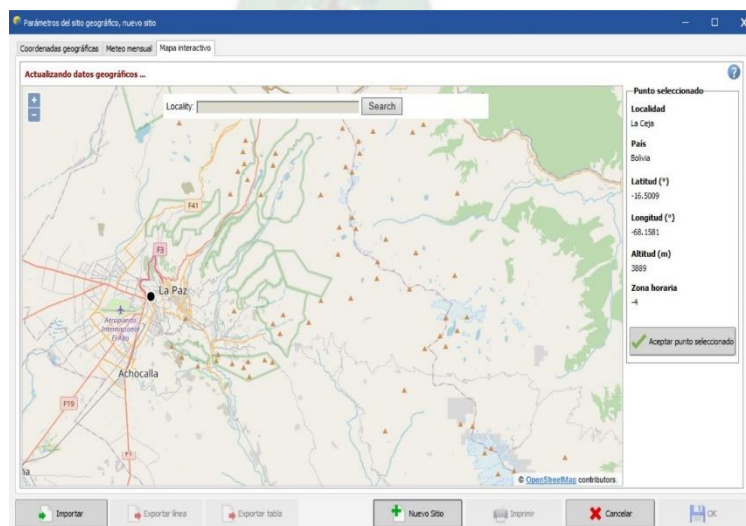 Parámetros del sitio geográfico, nuevo sitio
Coordenadas geográficas Meteo mensual Mapa interactivo
Actualizando datos geográficos ...
+
−
Locality: Search
F41
F3
La Paz
Aeropuerto
Internacional
El Alto
Achocalla
F19
F1
na
© OpenStreetMap contributors.
Punto seleccionado
Localidad
La Ceja
País
Bolivia
Latitud (°)
-16.5009
Longitud (°)
-68.1581
Altitud (m)
3889
Zona horaria
-4
Aceptar punto seleccionado
Importar Exportar línea Exportar tabla Nuevo Sitio Imprimir Cancelar OK